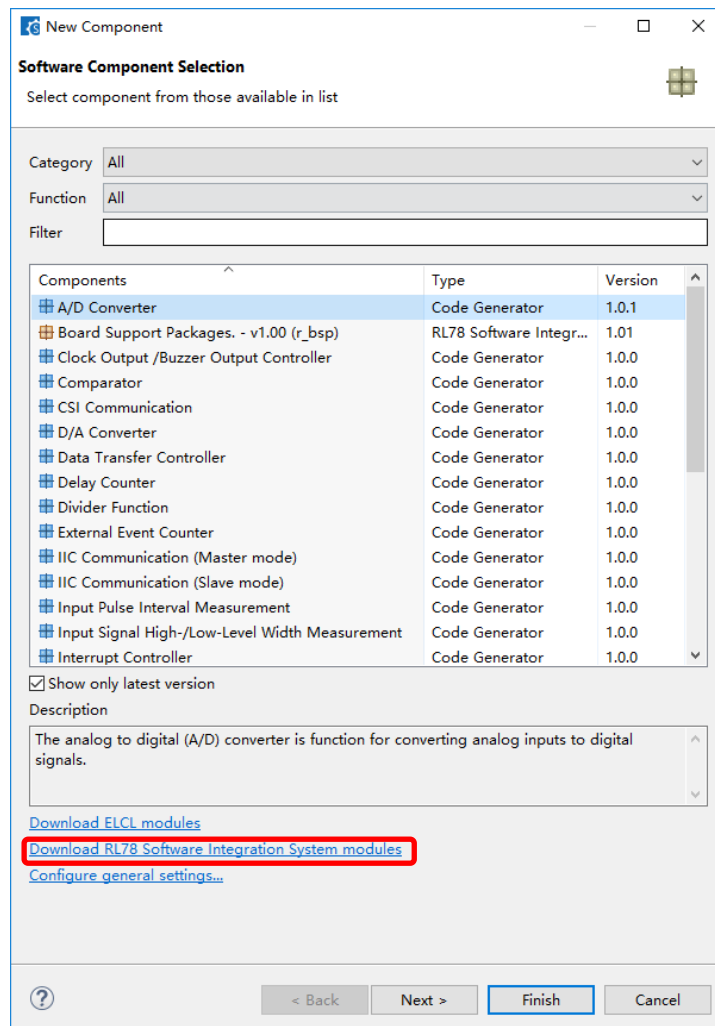 New Component
Software Component Selection
Select component from those available in list
Category All
Function All
Filter
Components Type Version
A/D Converter Code Generator 1.0.1
Board Support Packages. - v1.00 (r_bsp) RL78 Software Integr... 1.01
Clock Output /Buzzer Output Controller Code Generator 1.0.0
Comparator Code Generator 1.0.0
CSI Communication Code Generator 1.0.0
D/A Converter Code Generator 1.0.0
Data Transfer Controller Code Generator 1.0.0
Delay Counter Code Generator 1.0.0
Divider Function Code Generator 1.0.0
External Event Counter Code Generator 1.0.0
IIC Communication (Master mode) Code Generator 1.0.0
IIC Communication (Slave mode) Code Generator 1.0.0
Input Pulse Interval Measurement Code Generator 1.0.0
Input Signal High-/Low-Level Width Measurement Code Generator 1.0.0
Interrupt Controller Code Generator 1.0.0
Show only latest version
Description
The analog to digital (A/D) converter is function for converting analog inputs to digital
signals.
Download ELCL modules
Download RL78 Software Integration System modules
Configure general settings...
? < Back Next > Finish Cancel